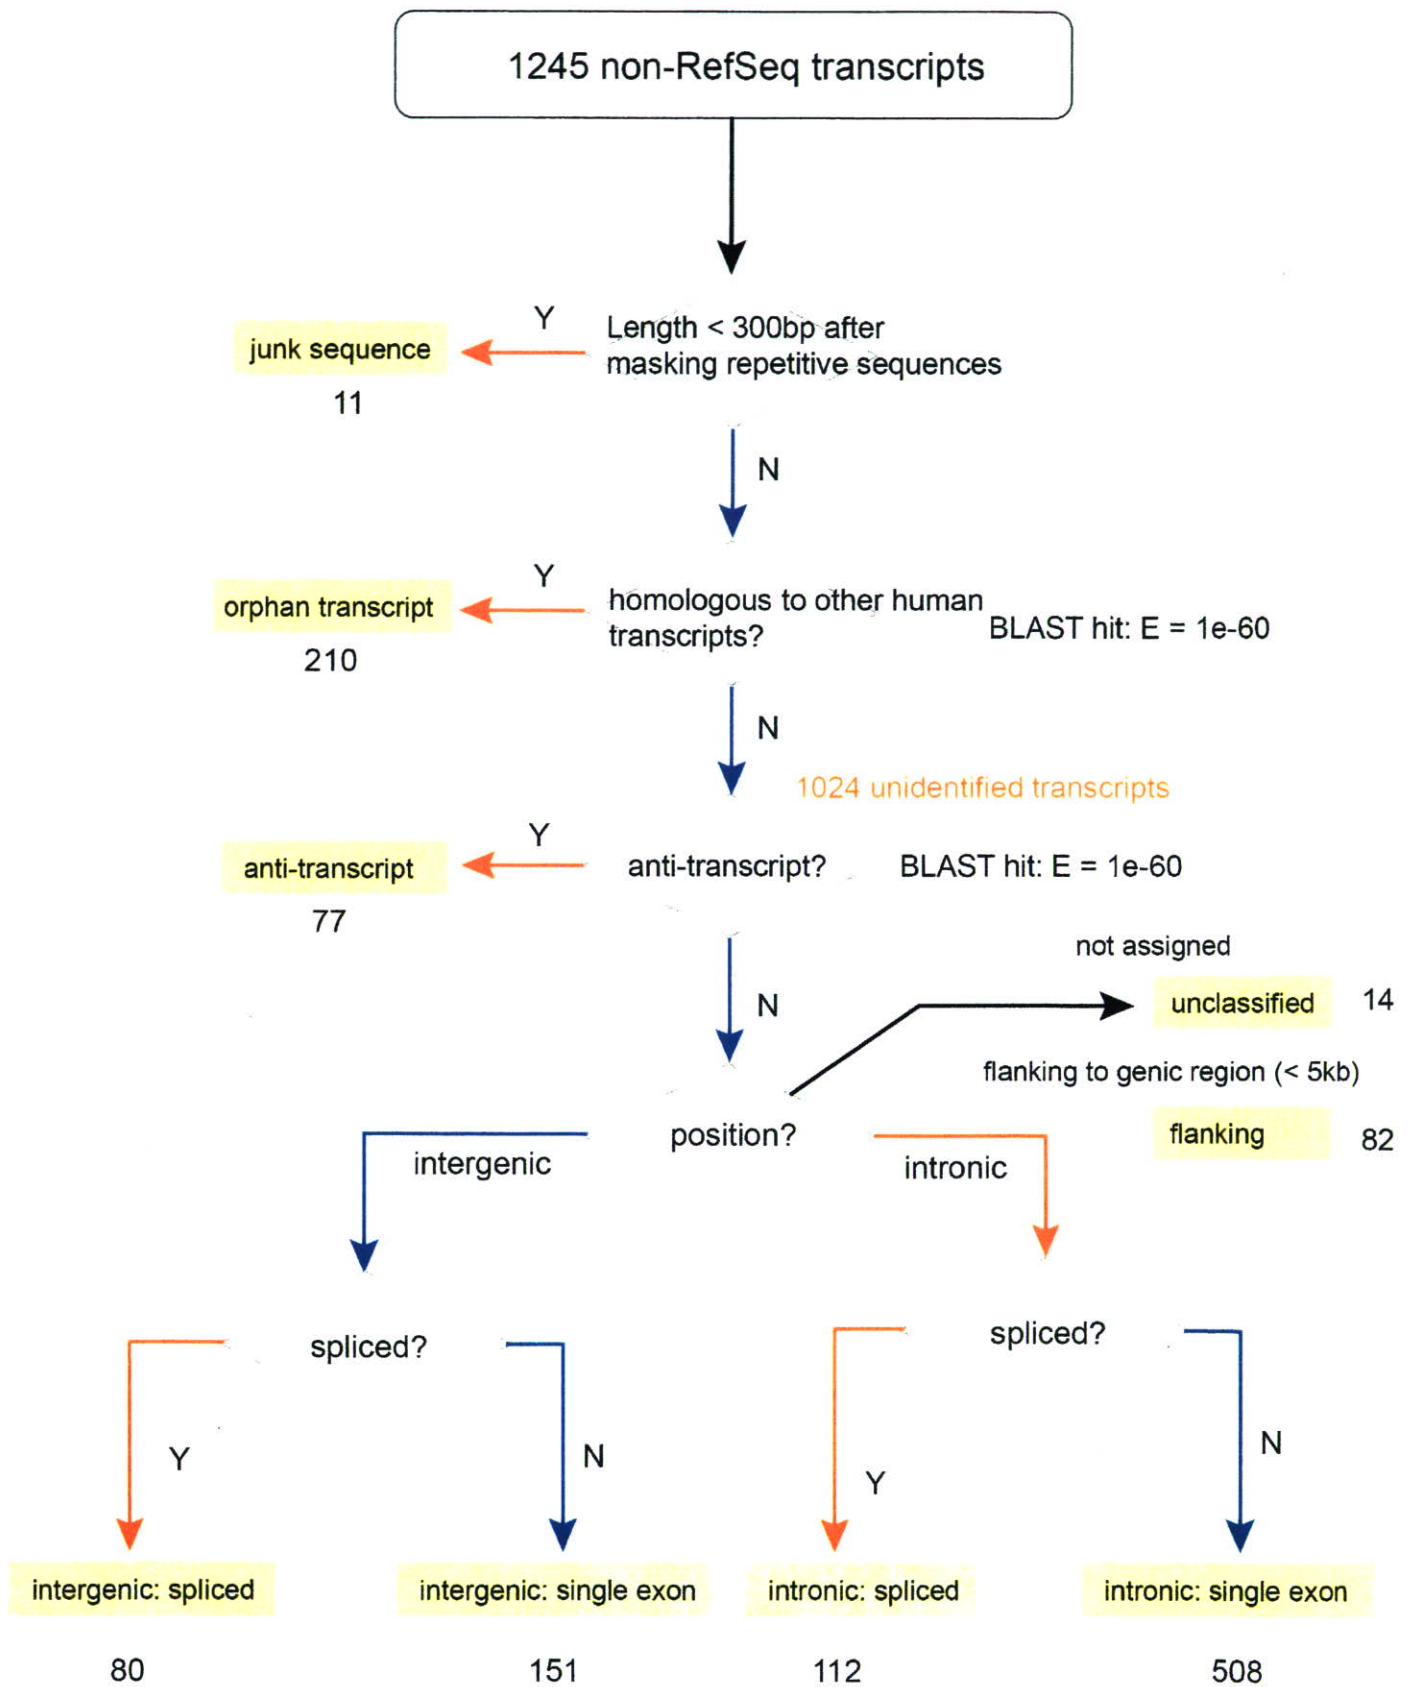 1245 non-RefSeq transcripts
Y
Length < 300bp after
masking repetitive sequences
junk sequence
11
N
Y
homologous to other human
transcripts?
BLAST hit: E = 1e-60
orphan transcript
210
N
1024 unidentified transcripts
Y
anti-transcript
anti-transcript?
BLAST hit: E = 1e-60
77
not assigned
N
unclassified
14
flanking to genic region (< 5kb)
position?
flanking
82
intergenic
intronic
spliced?
spliced?
Y
N
Y
N
intergenic: spliced
intergenic: single exon
intronic: spliced
intronic: single exon
80
151
112
508